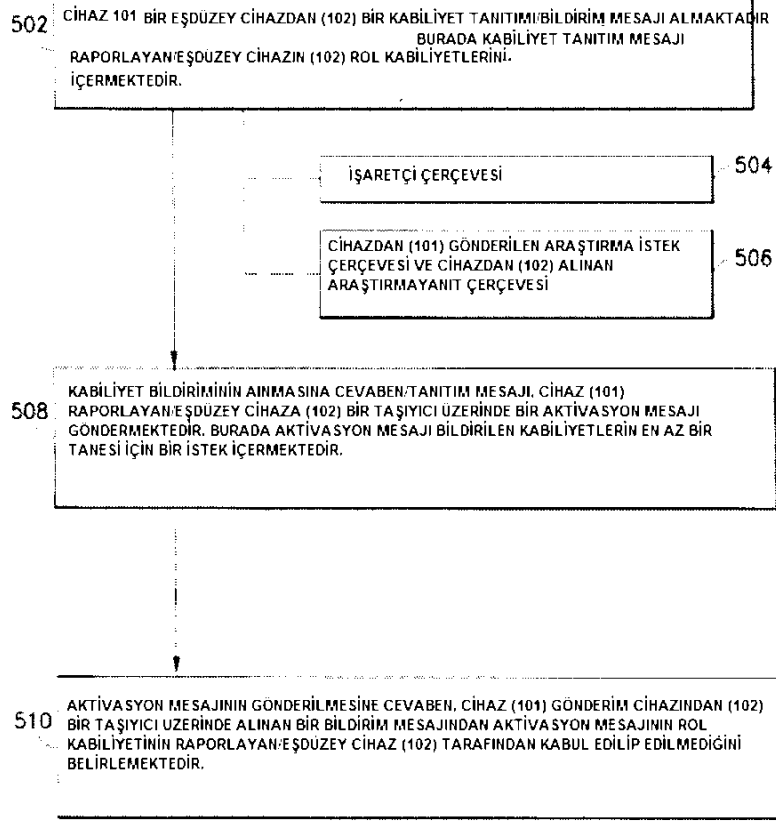 502
CİHAZ 101 BİR EŞDÜZEY CİHAZDAN (102) BİR KABİLİYET TANITIMI/BİLDİRİM MESAJI ALMAKTADIR
BURADA KABİLİYET TANITIM MESAJI
RAPORLAYAN/EŞDÜZEY CİHAZIN (102) ROL KABİLİYETLERİNİ.
İÇERMEKTEDİR.
İŞARETÇİ ÇERÇEVESİ
504
CİHAZDAN (101) GÖNDERİLEN ARAŞTIRMA İSTEK
ÇERÇEVESİ VE CİHAZDAN (102) ALINAN
ARAŞTIRMAYANIT ÇERÇEVESİ
506
508
KABİLİYET BİLDİRİMİNİN AINMASINA CEVABEN/TANITIM MESAJI, CİHAZ (101)
RAPORLAYAN/EŞDÜZEY CİHAZA (102) BİR TAŞIYICI ÜZERİNDE BİR AKTİVASYON MESAJI
GÖNDERMEKTEDİR. BURADA AKTİVASYON MESAJI BİLDİRİLEN KABİLİYETLERİN EN AZ BİR
TANESİ İÇİN BİR İSTEK İÇERMEKTEDİR.
510
AKTİVASYON MESAJININ GÖNDERİLMESİNE CEVABEN, CİHAZ (101) GÖNDERİM CİHAZINDAN (102)
BİR TAŞIYICI UZERİNDE ALINAN BİR BİLDİRİM MESAJINDAN AKTİVASYON MESAJININ ROL
KABİLİYETİNİN RAPORLAYAN/EŞDÜZEY CİHAZ (102) TARAFINDAN KABUL EDİLİP EDİLMEDİĞİNİ
BELİRLEMEKTEDİR.